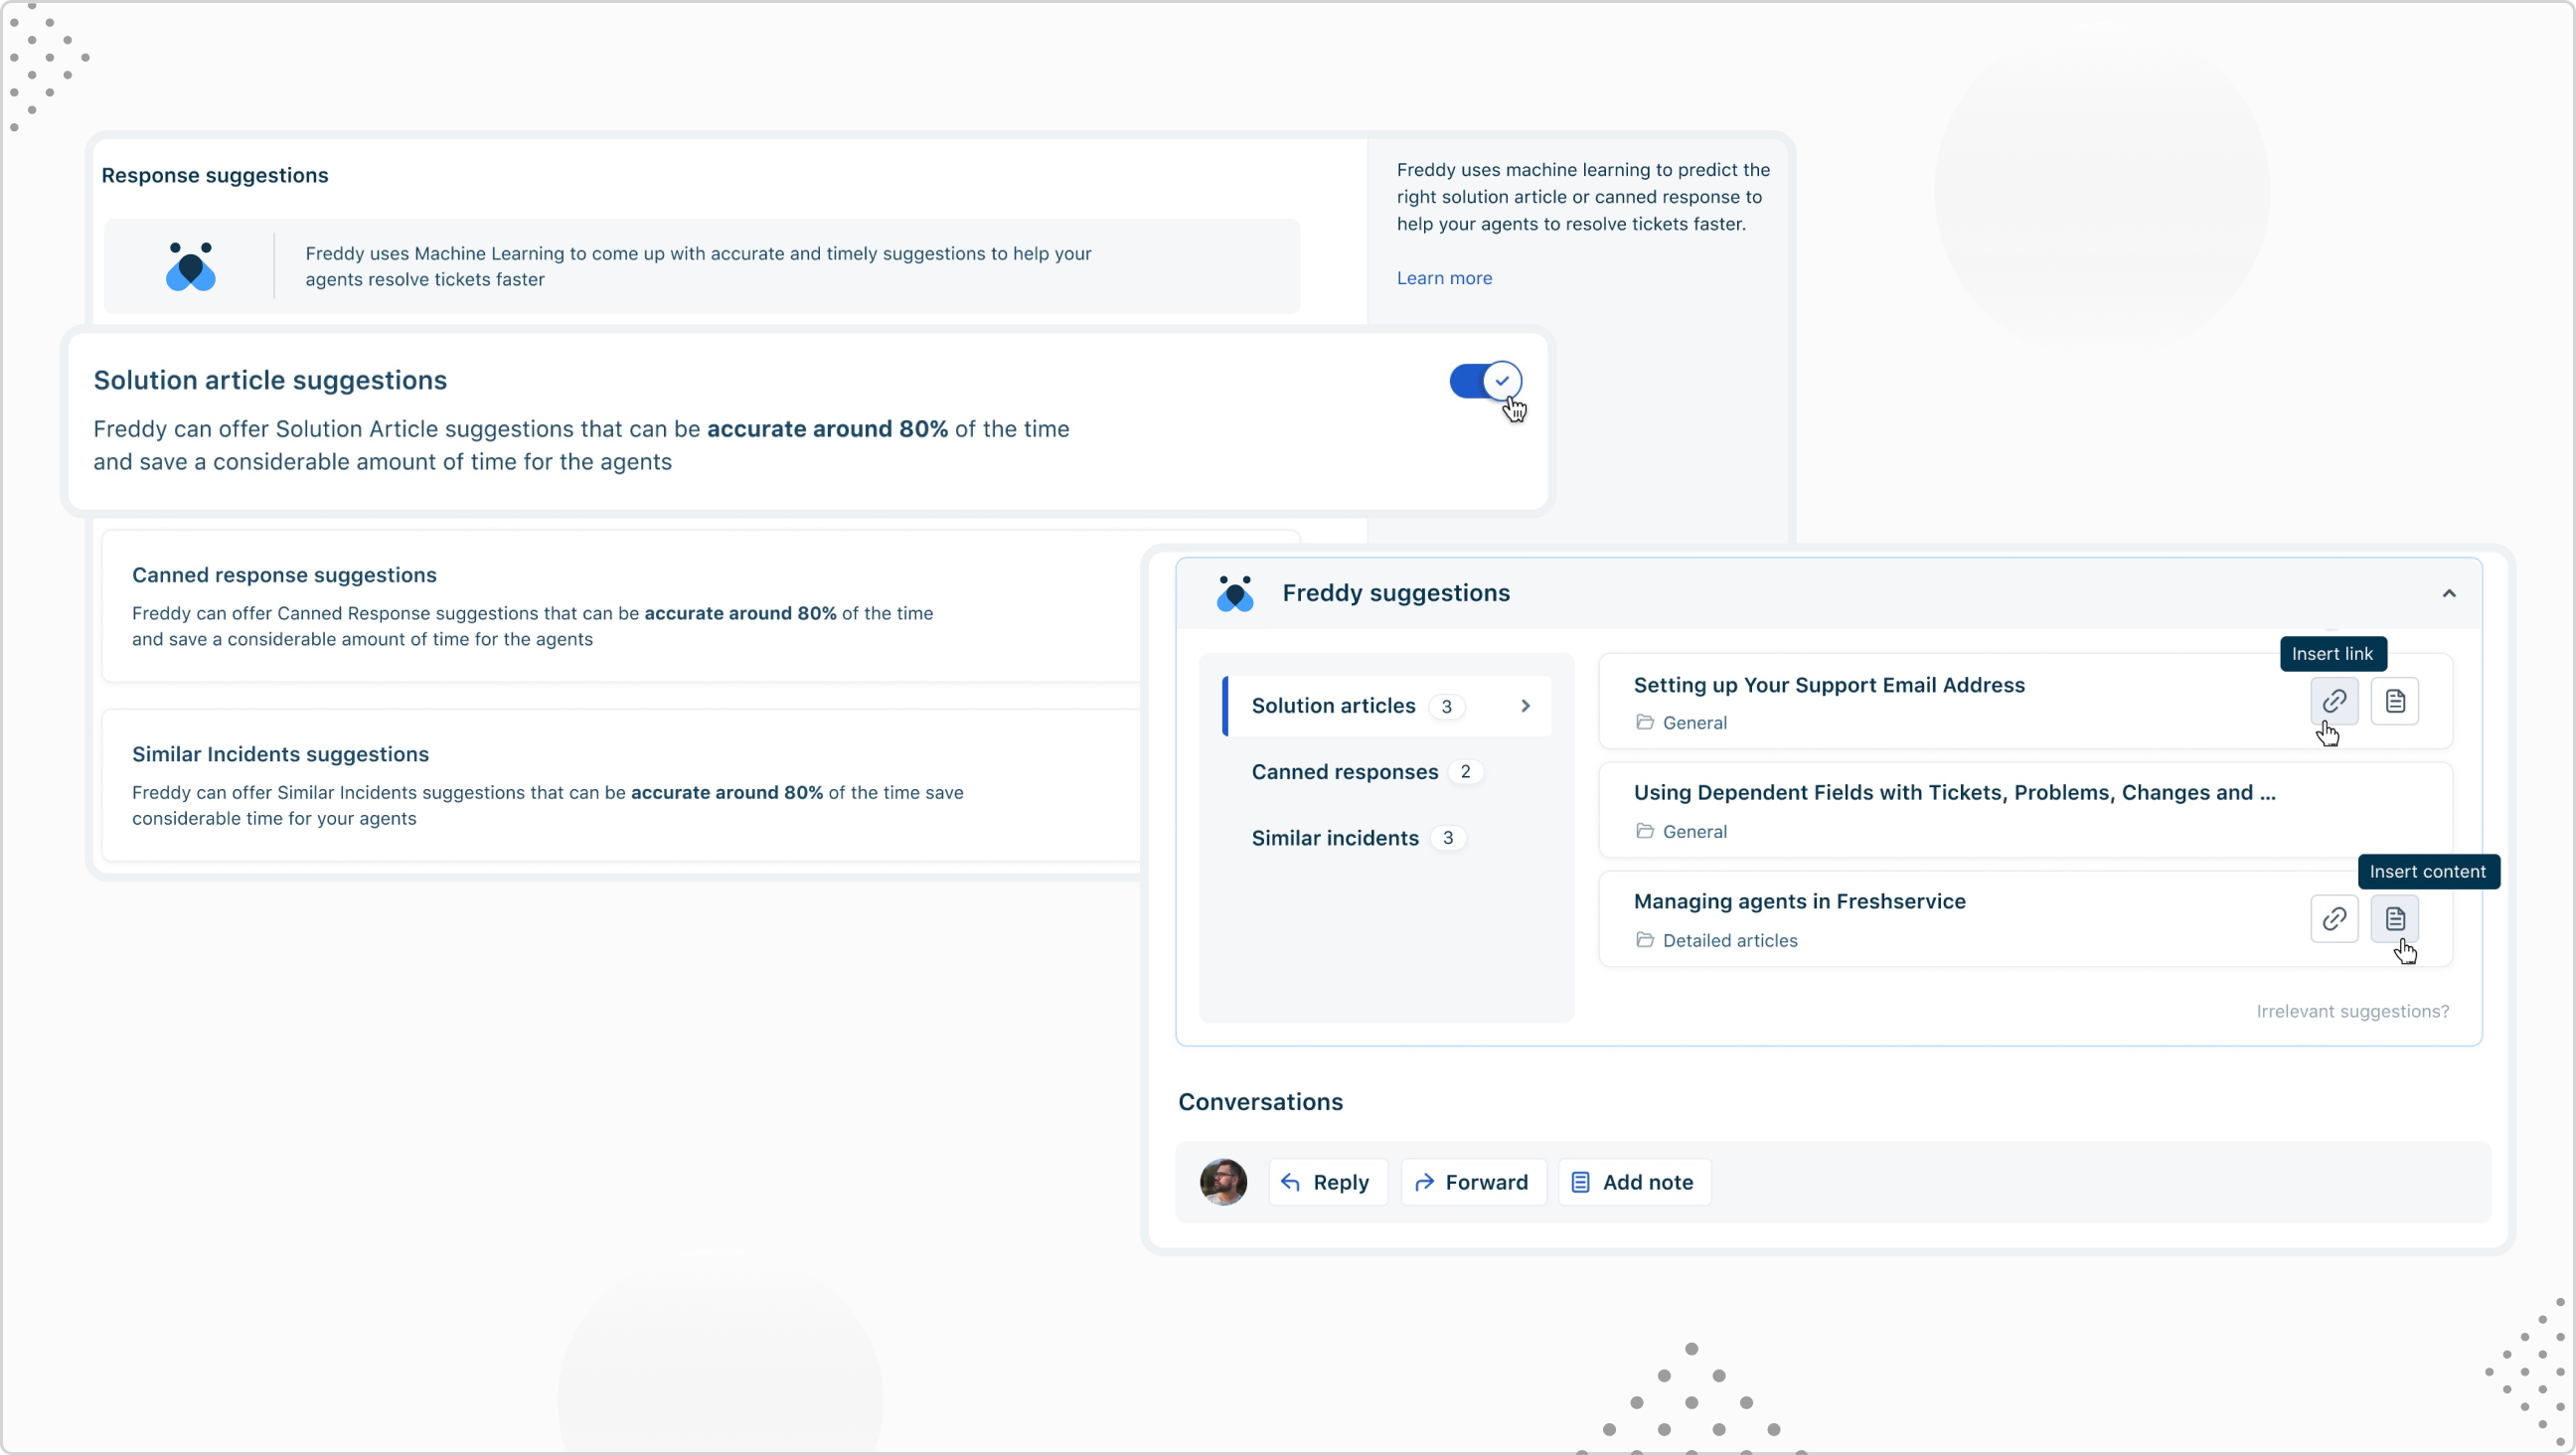 Response suggestions
Freddy uses Machine Learning to come up with accurate and timely suggestions to help your
agents resolve tickets faster
Freddy uses machine learning to predict the
right solution article or canned response to
help your agents to resolve tickets faster.
Learn more
Solution article suggestions
Freddy can offer Solution Article suggestions that can be accurate around 80% of the time
and save a considerable amount of time for the agents
Canned response suggestions
Freddy can offer Canned Response suggestions that can be accurate around 80% of the time
and save a considerable amount of time for the agents
Similar Incidents suggestions
Freddy can offer Similar Incidents suggestions that can be accurate around 80% of the time save
considerable time for your agents
Freddy suggestions
Solution articles 3
Canned responses 2
Similar incidents 3
Insert link
Setting up Your Support Email Address
General
Using Dependent Fields with Tickets, Problems, Changes and ...
General
Insert content
Managing agents in Freshservice
Detailed articles
Irrelevant suggestions?
Conversations
Reply
Forward
Add note